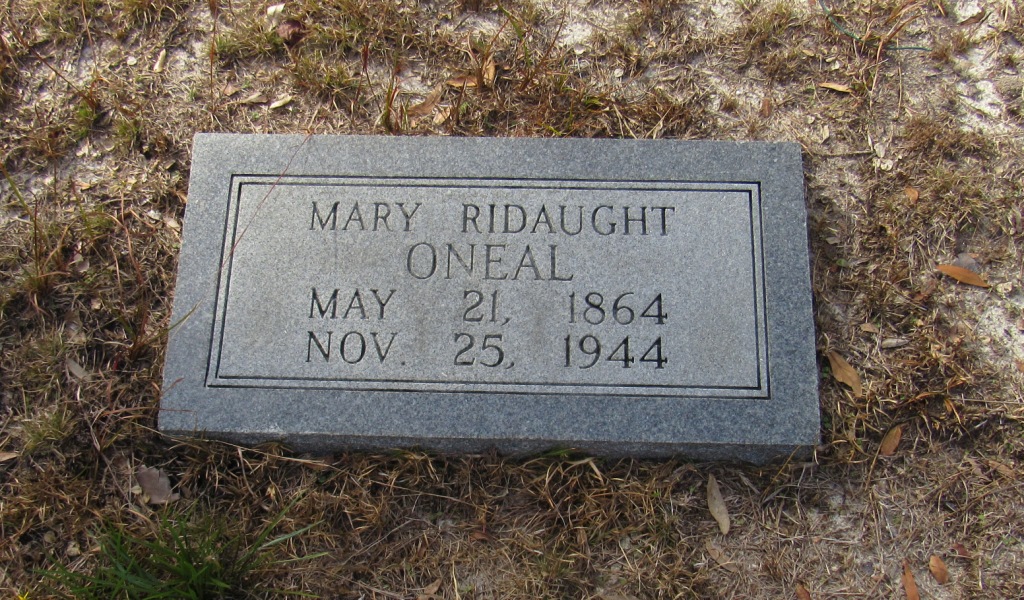 MARY RIDAUGHT
ONEAL
MAY 21, 1864
NOV. 25, 1944